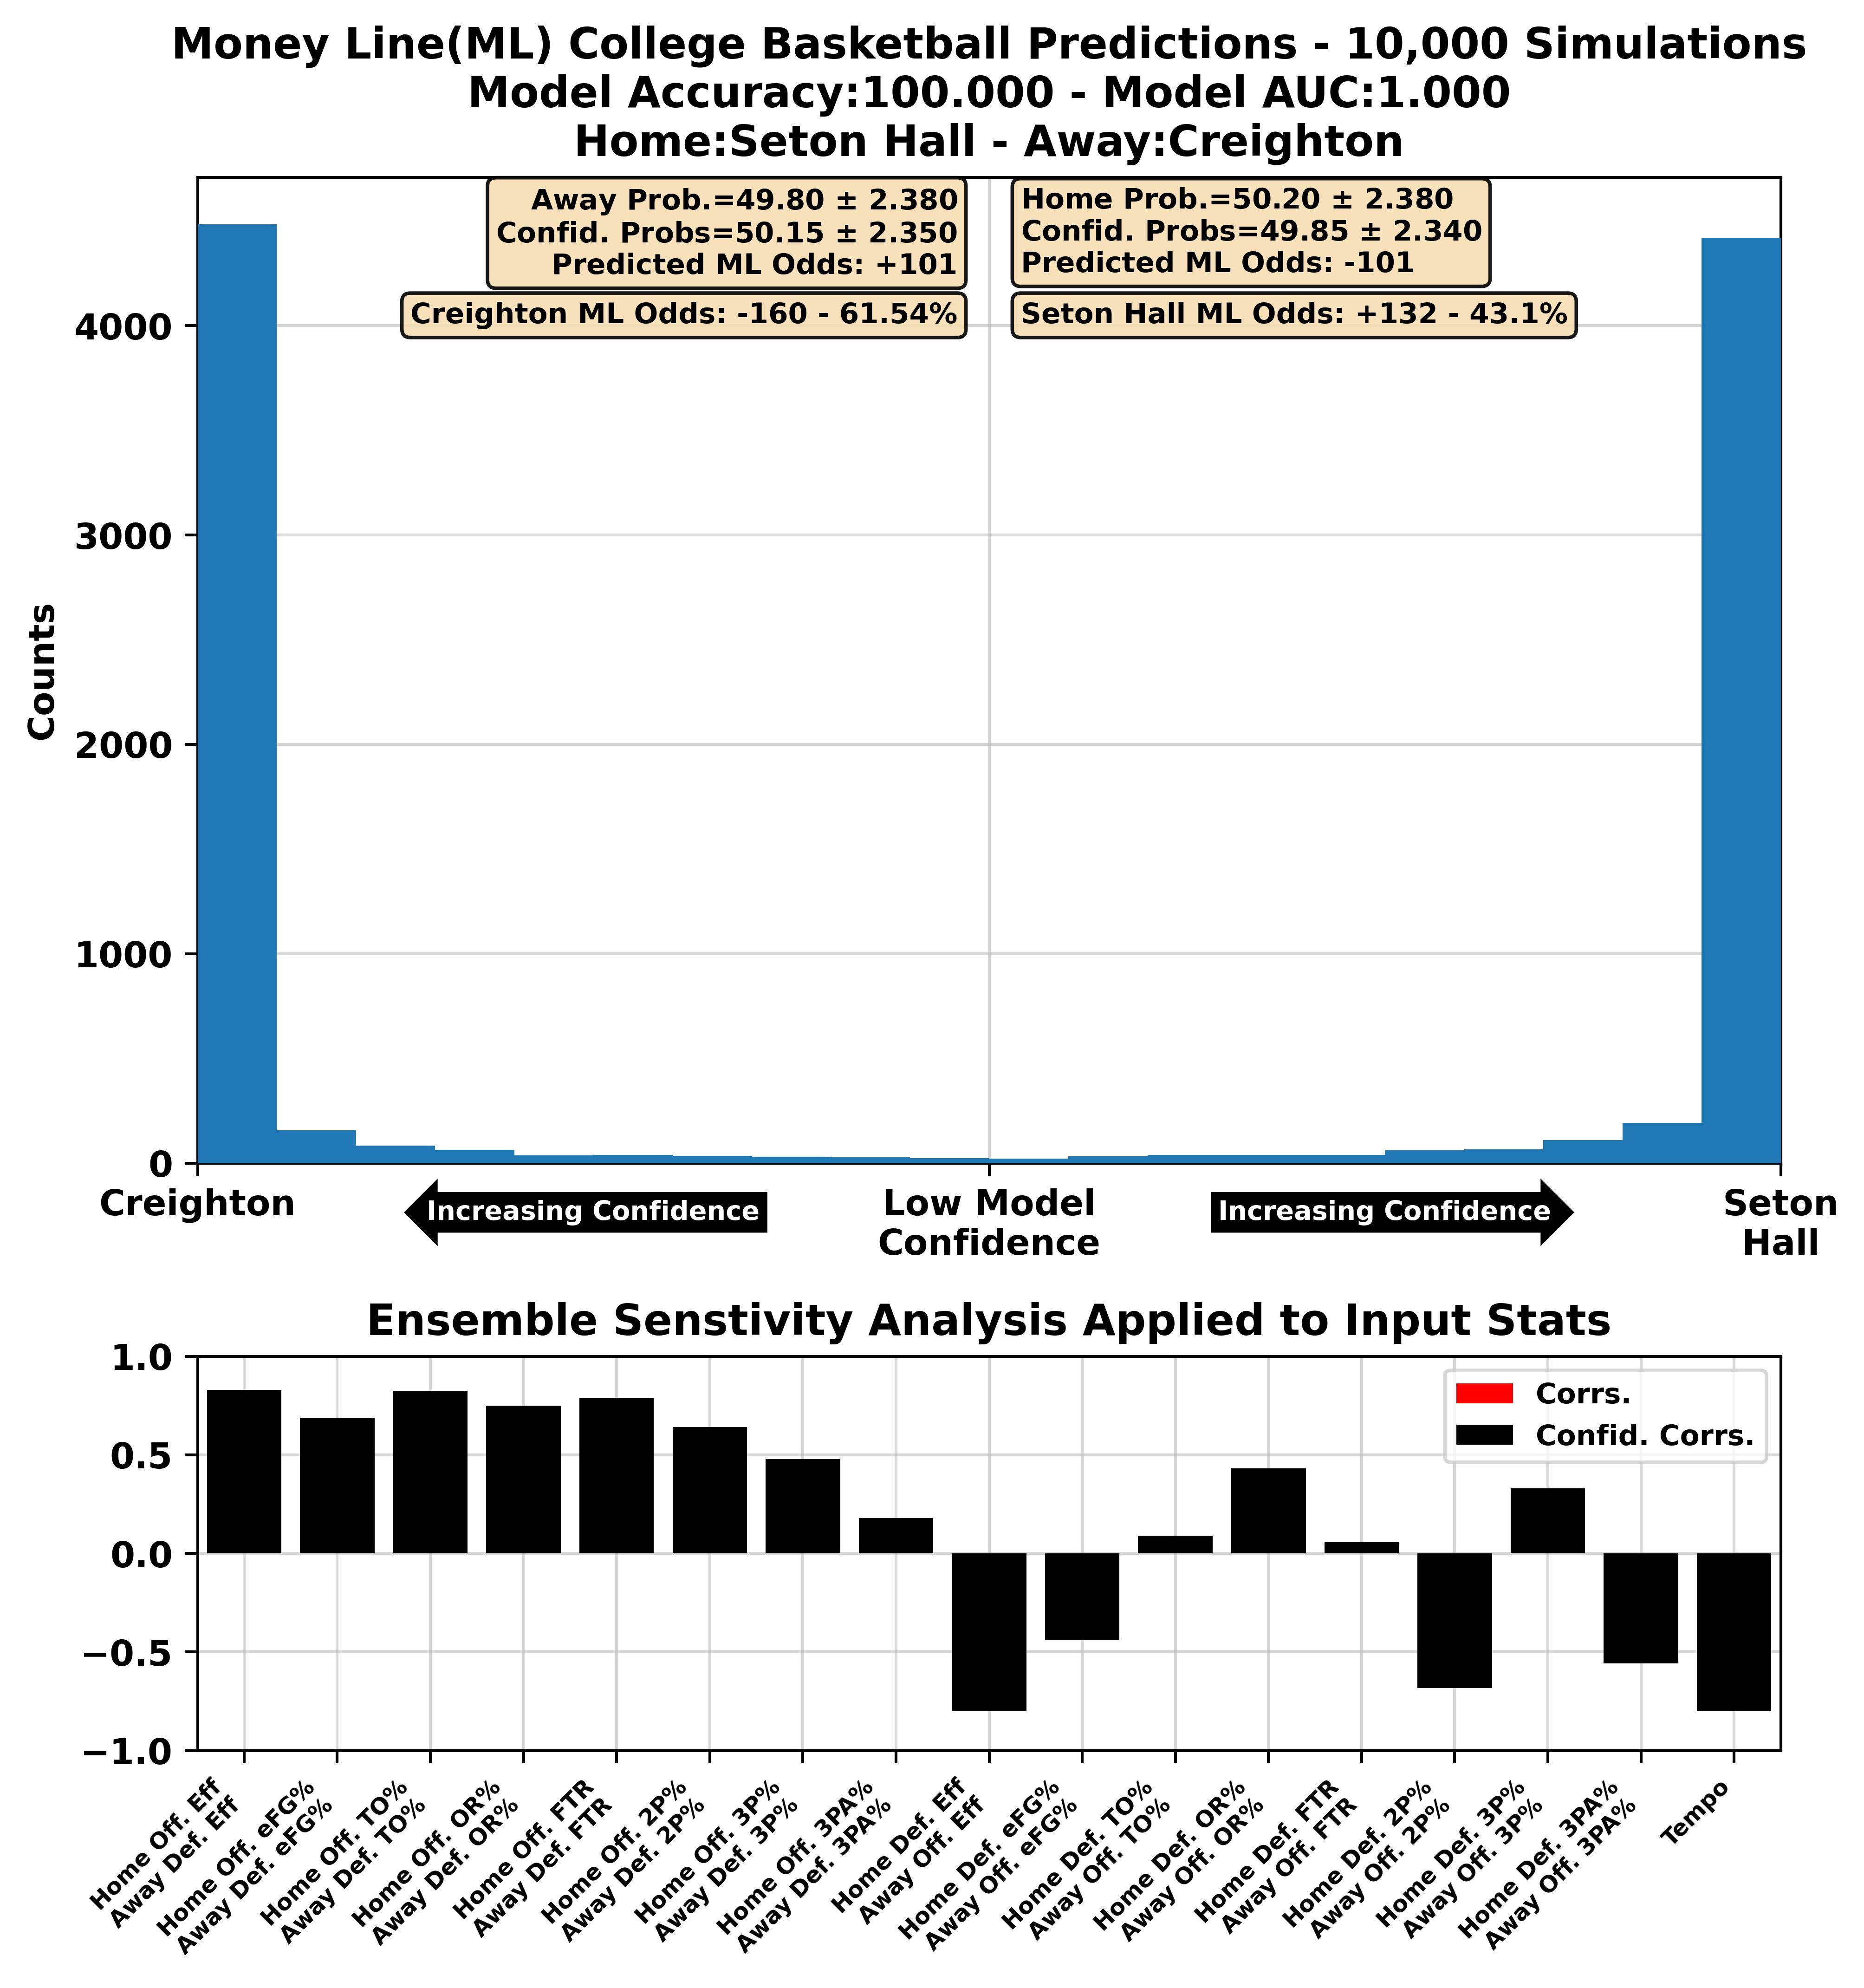 Money Line(ML) College Basketball Predictions - 10,000 Simulations
Model Accuracy:100.000 - Model AUC:1.000
Home:Seton Hall - Away:Creighton
Away Prob.=49.80 ± 2.380
Confid. Probs=50.15 ± 2.350
Predicted ML Odds: +101
Creighton ML Odds: -160 - 61.54%
Home Prob.=50.20 ± 2.380
Confid. Probs=49.85 ± 2.340
Predicted ML Odds: -101
Seton Hall ML Odds: +132 - 43.1%
Counts
4000
3000
2000
1000
0
Creighton
Increasing Confidence
Low Model
Confidence
Increasing Confidence
Seton
Hall
Ensemble Senstivity Analysis Applied to Input Stats
1.0
0.5
0.0
−0.5
−1.0
Corrs.
Confid. Corrs.
Home Off. Eff
Away Def. Eff
Home Off. eFG%
Away Def. eFG%
Home Off. TO%
Away Def. TO%
Home Off. OR%
Away Def. OR%
Home Off. FTR
Away Def. FTR
Home Off. 2P%
Away Def. 2P%
Home Off. 3P%
Away Def. 3P%
Home Off. 3PA%
Away Def. 3PA%
Home Def. Eff
Away Off. Eff
Home Def. eFG%
Away Off. eFG%
Home Def. TO%
Away Off. TO%
Home Def. OR%
Away Off. OR%
Home Def. FTR
Away Off. FTR
Home Def. 2P%
Away Off. 2P%
Home Def. 3P%
Away Off. 3P%
Home Def. 3PA%
Away Off. 3PA%
Tempo